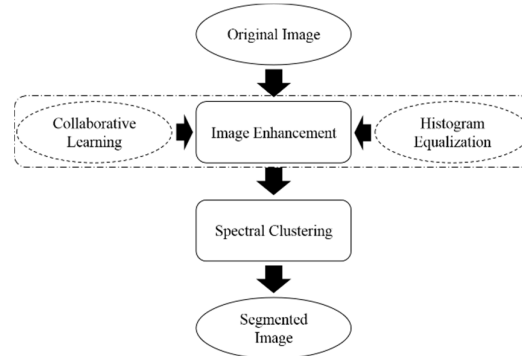 Original Image
Collaborative
Learning
Image Enhancement
Histogram
Equalization
Spectral Clustering
Segmented
Image